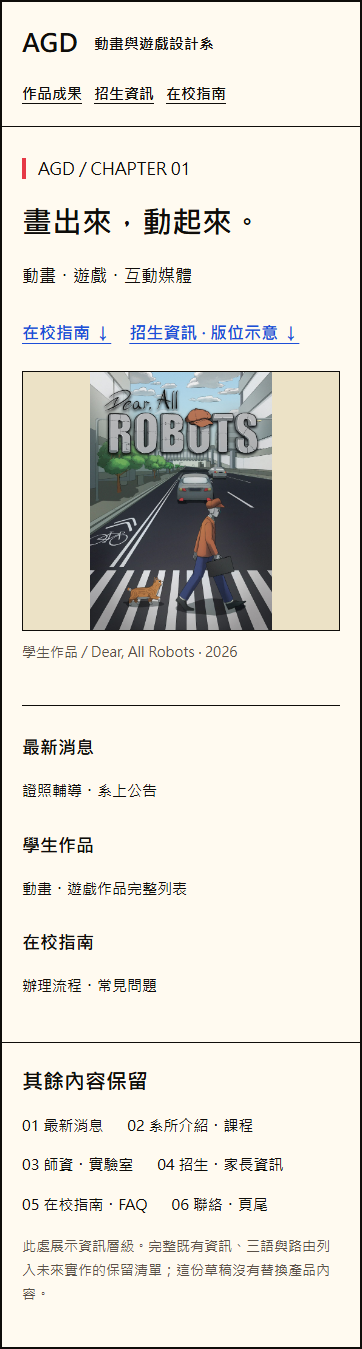 AGD 動畫與遊戲設計系
作品成果 招生資訊 在校指南
AGD / CHAPTER 01
畫出來，動起來。
動畫・遊戲・互動媒體
在校指南 ↓ 招生資訊・版位示意 ↓
Dear, All
ROBOTS
學生作品 / Dear, All Robots · 2026
最新消息
證照輔導・系上公告
學生作品
動畫・遊戲作品完整列表
在校指南
辦理流程・常見問題
其餘內容保留
01 最新消息 02 系所介紹・課程
03 師資・實驗室 04 招生・家長資訊
05 在校指南・FAQ 06 聯絡・頁尾
此處展示資訊層級。完整既有資訊、三語與路由列
入未來實作的保留清單；這份草稿沒有替換產品內
容。